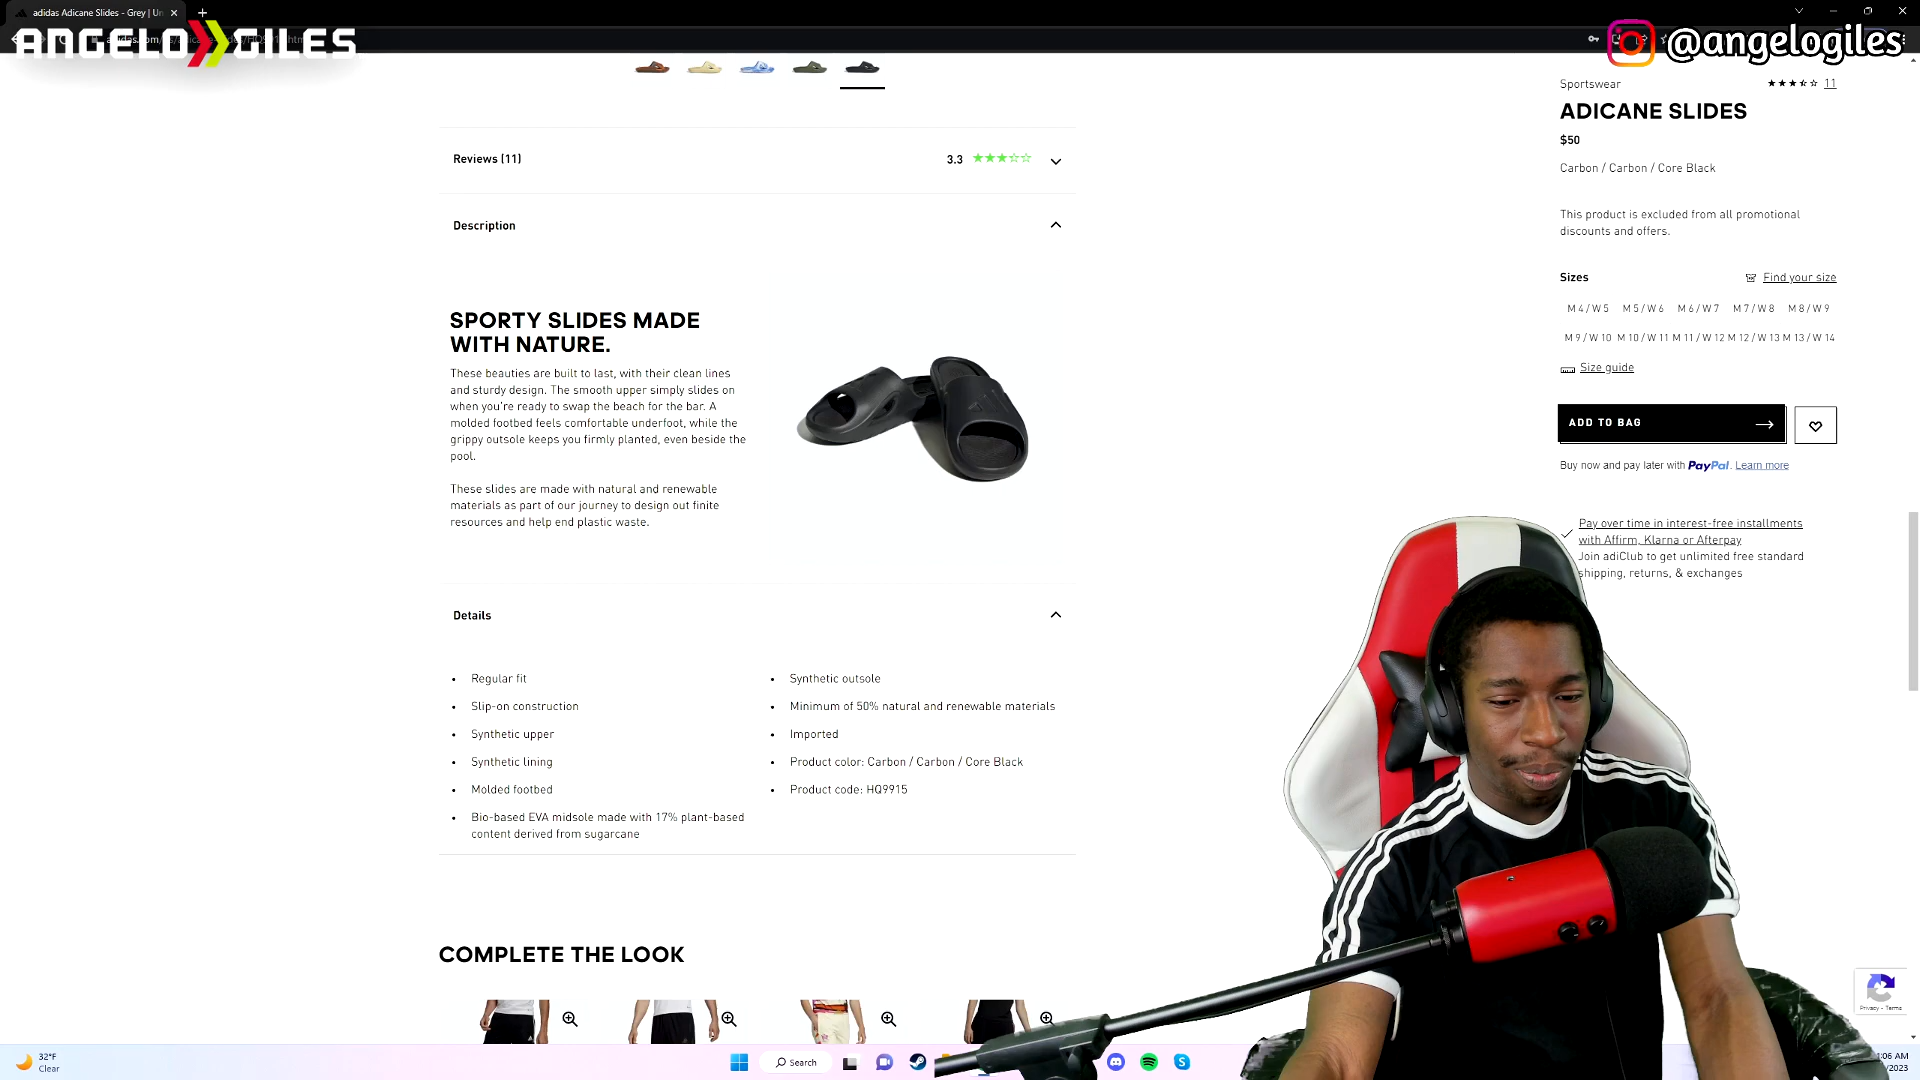 adidas Adicane Slides - Grey | Un
ANGELO GILES
@angelogiles
Sportswear
11
ADICANE SLIDES
$50
Carbon / Carbon / Core Black
This product is excluded from all promotional
discounts and offers.
Sizes
Find your size
M 4 / W 5 M 5 / W 6 M 6 / W 7 M 7 / W 8 M 8 / W 9
M 9 / W 10 M 10 / W 11 M 11 / W 12 M 12 / W 13 M 13 / W 14
Size guide
ADD TO BAG
Buy now and pay later with PayPal. Learn more
Pay over time in interest-free installments
with Affirm, Klarna or Afterpay
Join adiClub to get unlimited free standard
shipping, returns, & exchanges
Reviews (11)
3.3
Description
SPORTY SLIDES MADE
WITH NATURE.
These beauties are built to last, with their clean lines
and sturdy design. The smooth upper simply slides on
when you're ready to swap the beach for the bar. A
molded footbed feels comfortable underfoot, while the
grippy outsole keeps you firmly planted, even beside the
pool.
These slides are made with natural and renewable
materials as part of our journey to design out finite
resources and help end plastic waste.
Details
Regular fit
Slip-on construction
Synthetic upper
Synthetic lining
Molded footbed
Bio-based EVA midsole made with 17% plant-based
content derived from sugarcane
Synthetic outsole
Minimum of 50% natural and renewable materials
Imported
Product color: Carbon / Carbon / Core Black
Product code: HQ9915
COMPLETE THE LOOK
Privacy - Terms
32°F
Clear
Search
:06 AM
/2023